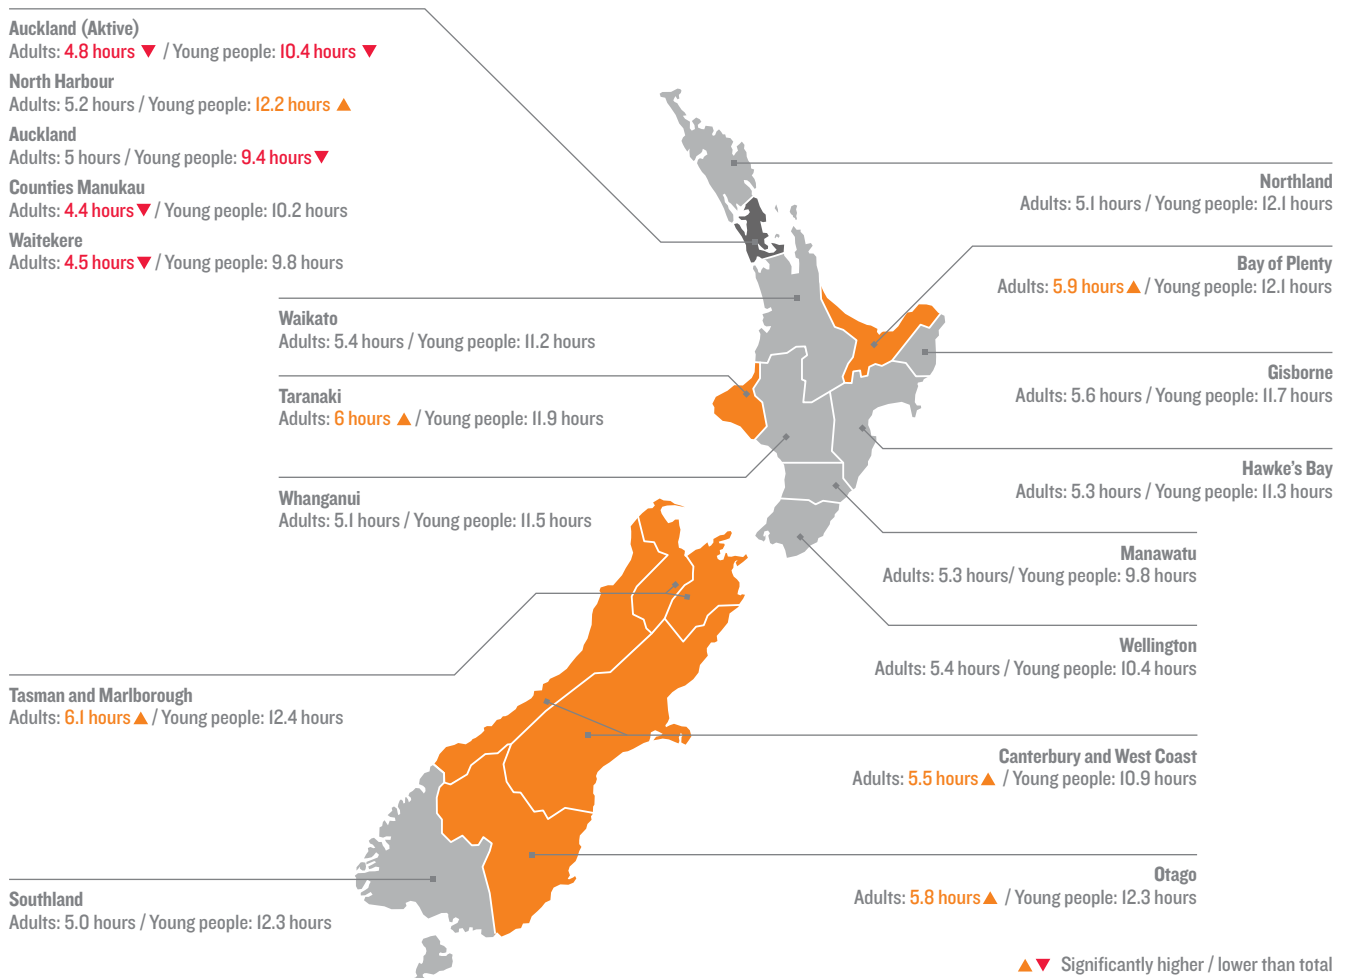 Auckland (Aktive)
Adults: 4.8 hours ▼ / Young people: 10.4 hours ▼
North Harbour
Adults: 5.2 hours / Young people: 12.2 hours ▲
Auckland
Adults: 5 hours / Young people: 9.4 hours ▼
Counties Manukau
Adults: 4.4 hours ▼ / Young people: 10.2 hours
Waitekere
Adults: 4.5 hours ▼ / Young people: 9.8 hours
Northland
Adults: 5.1 hours / Young people: 12.1 hours
Bay of Plenty
Adults: 5.9 hours ▲ / Young people: 12.1 hours
Waikato
Adults: 5.4 hours / Young people: 11.2 hours
Gisborne
Adults: 5.6 hours / Young people: 11.7 hours
Taranaki
Adults: 6 hours ▲ / Young people: 11.9 hours
Hawke's Bay
Adults: 5.3 hours / Young people: 11.3 hours
Whanganui
Adults: 5.1 hours / Young people: 11.5 hours
Manawatu
Adults: 5.3 hours/ Young people: 9.8 hours
Wellington
Adults: 5.4 hours / Young people: 10.4 hours
Tasman and Marlborough
Adults: 6.1 hours ▲ / Young people: 12.4 hours
Canterbury and West Coast
Adults: 5.5 hours ▲ / Young people: 10.9 hours
Otago
Adults: 5.8 hours ▲ / Young people: 12.3 hours
Southland
Adults: 5.0 hours / Young people: 12.3 hours
▲▼ Significantly higher / lower than total